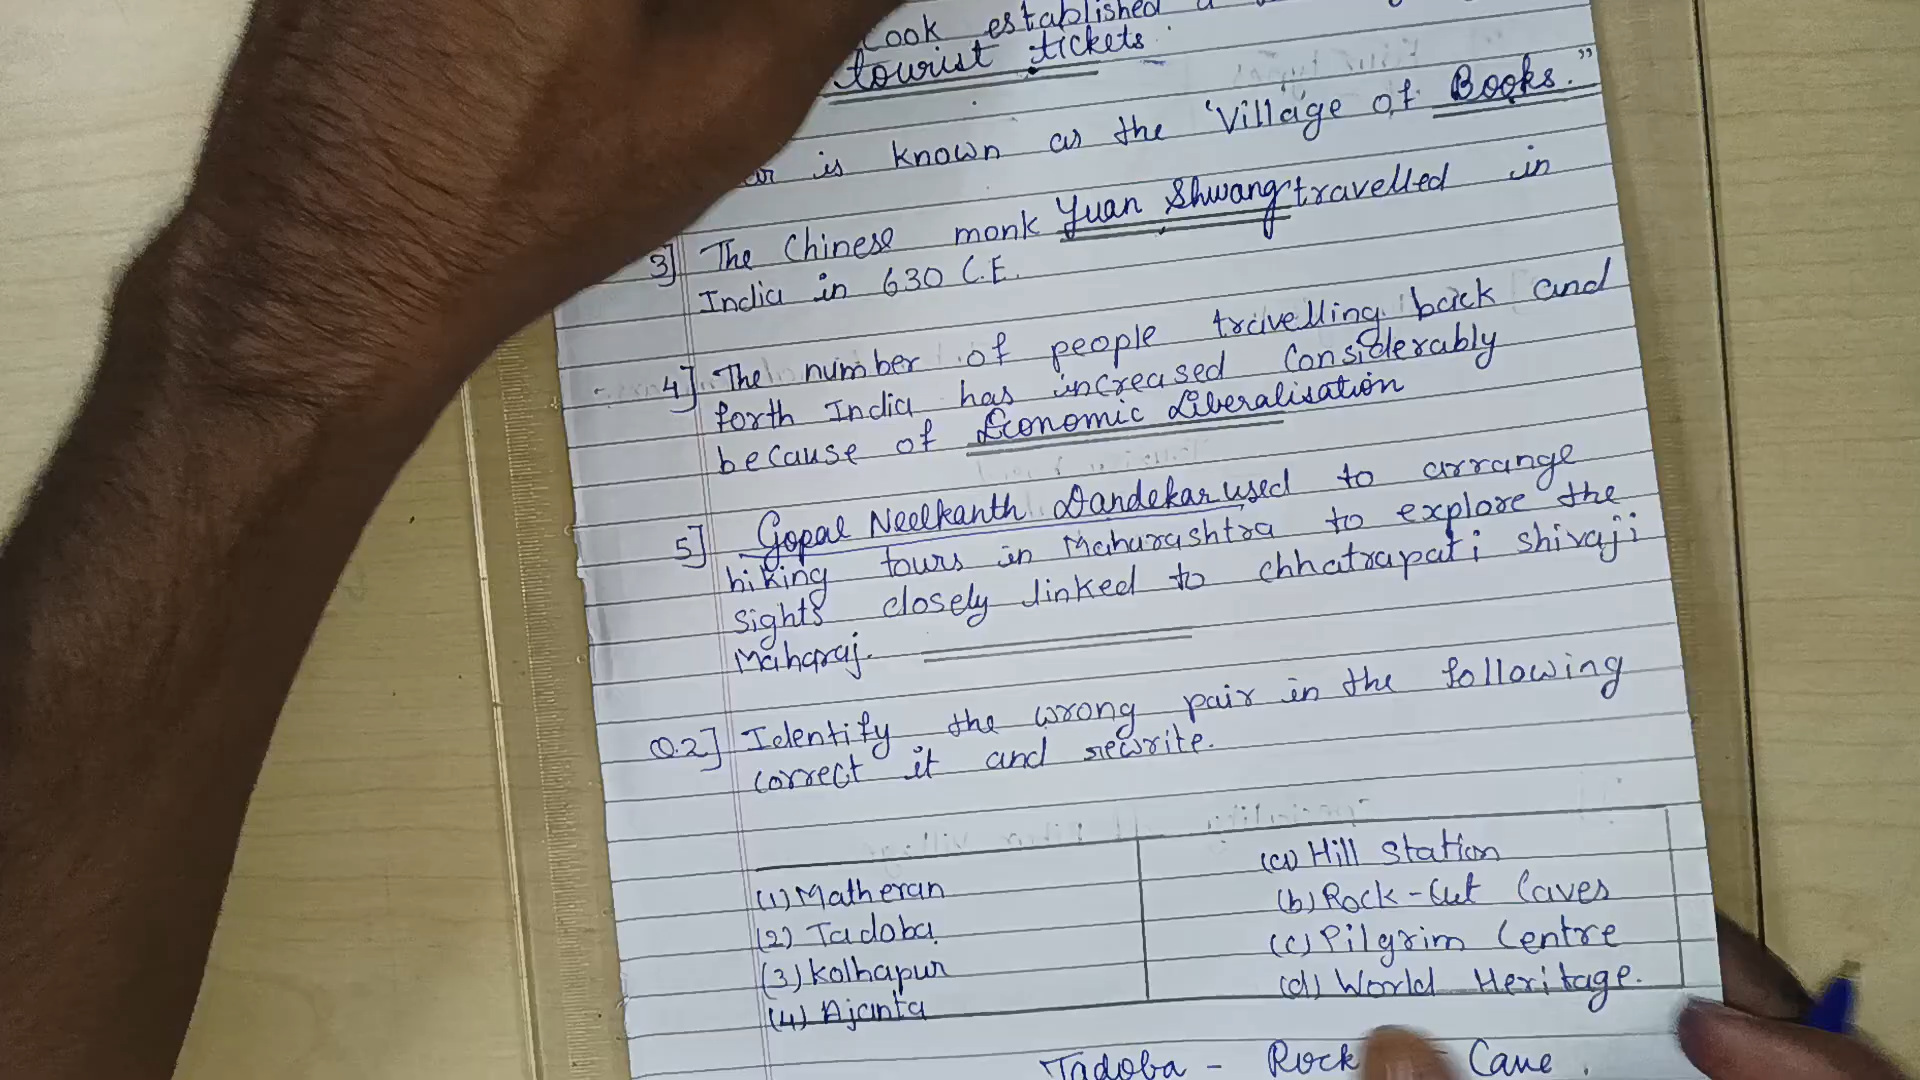 Cook established a
tourist tickets.
is known as the 'Village of Books."
3] The Chinese monk Yuan Shwang travelled in
India in 630 C.E.
4] The number of people travelling back and
forth India has increased Considerably
because of Economic Liberalisation
5] Gopal Neelkanth Dandekar used to arrange
hiking tours in Maharashtra to explore the
sights closely linked to chhatrapati shivaji
Maharaj.
Q.2] Identify the wrong pair in the following
correct it and rewrite.
(1) Matheran (a) Hill Station
(2) Tadoba (b) Rock-Cut Caves
(3) Kolhapur (c) Pilgrim Centre
(4) Ajanta (d) World Heritage.
Tadoba - Rock Cave.